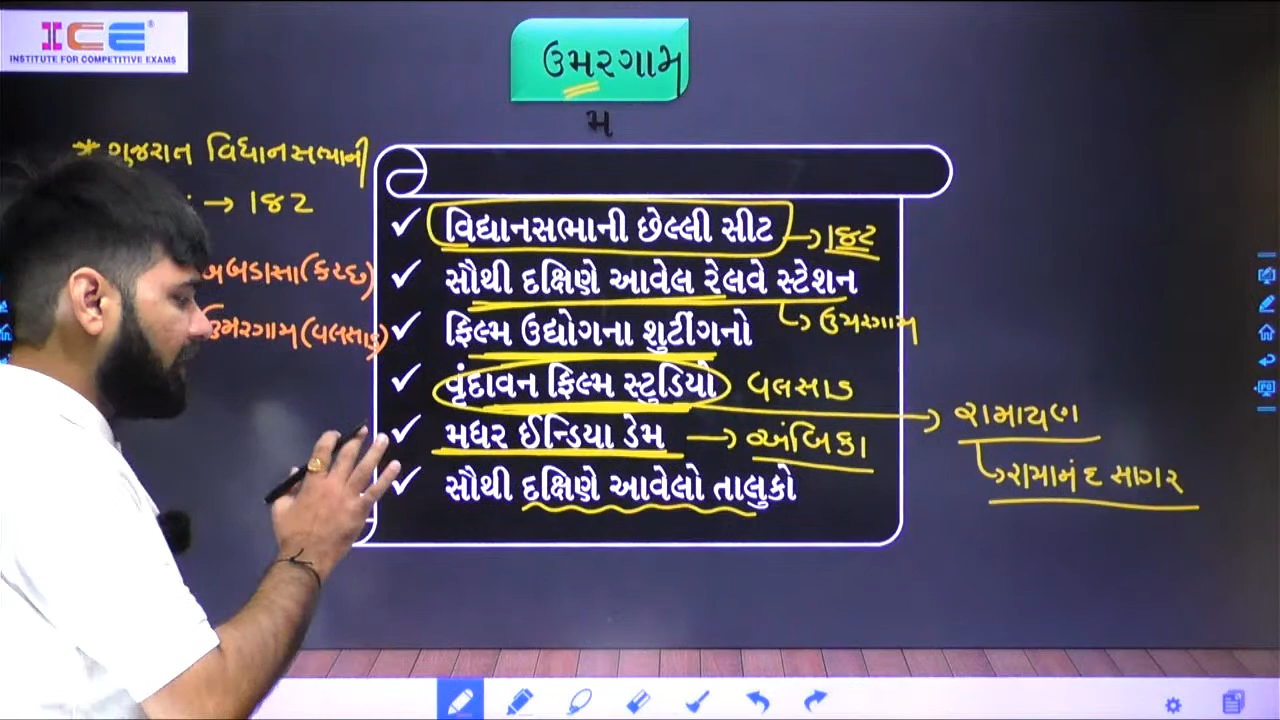 ICE®
INSTITUTE FOR COMPETITIVE EXAMS
ઉમરગામ
મ
* ગુજરાત વિધાનસભાની
→ ૧૮૨
અબડાસા(કચ્છ)
ઉમરગામ(વલસાડ)
✓ વિદ્યાનસભાની છેલ્લી સીટ → ૧૮૨
✓ સૌથી દક્ષિણે આવેલ રેલવે સ્ટેશન
→ ઉમરગામ
✓ ફિલ્મ ઉદ્યોગના શુટીંગનો
✓ વૃંદાવન ફિલ્મ સ્ટુડિયો વલસાડ → રામાયણ
✓ મધર ઈન્ડિયા ડેમ → અંબિકા
→ રામાનંદ સાગર
✓ સૌથી દક્ષિણે આવેલો તાલુકો